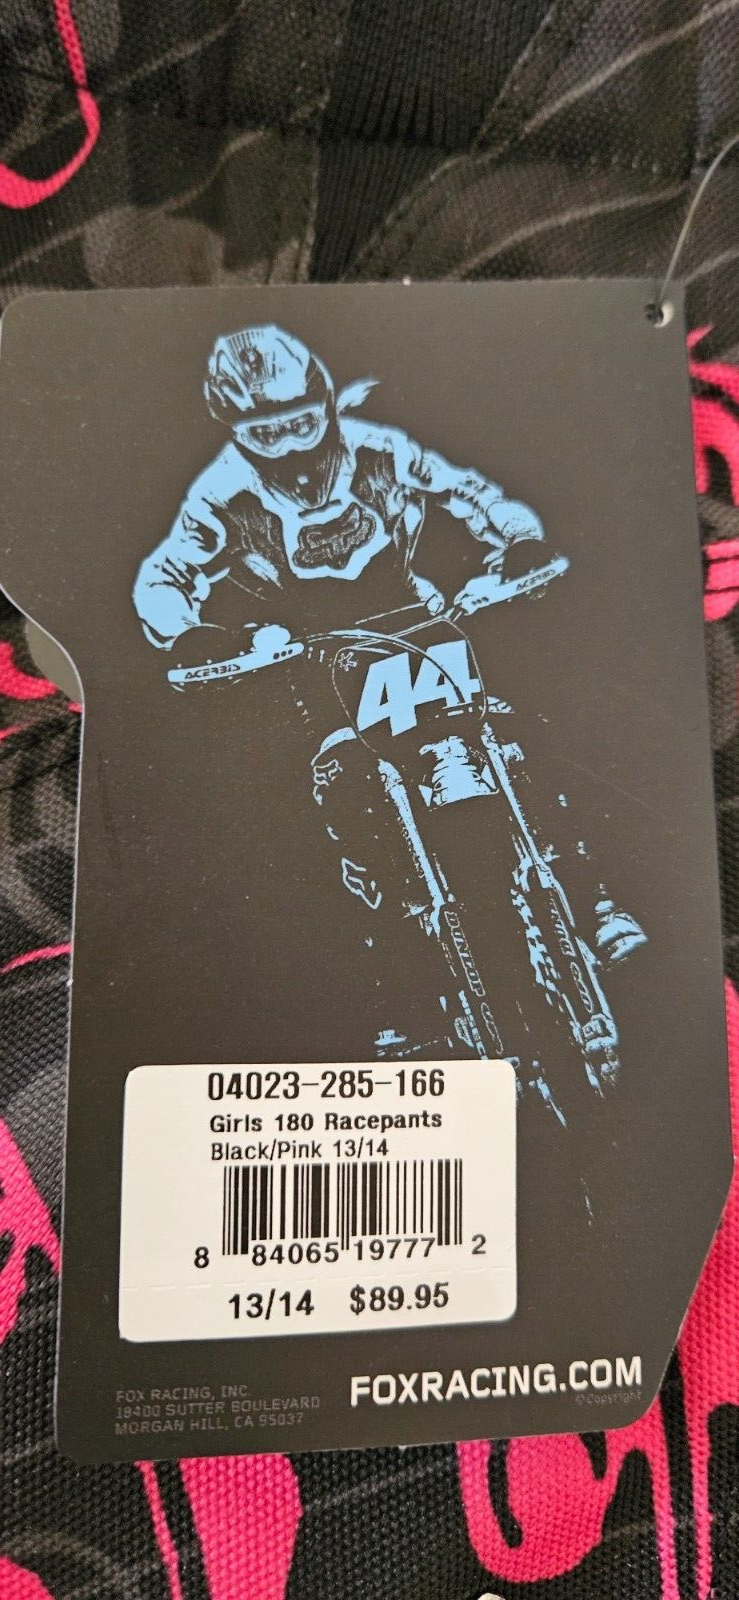 ACERBIS
ACERBIS
44
DUNLOP
04023-285-166
Girls 180 Racepants
Black/Pink 13/14
8 84065 19777 2
13/14 $89.95
FOX RACING, INC.
18400 SUTTER BOULEVARD
MORGAN HILL, CA 95037
FOXRACING.COM
©Copyright